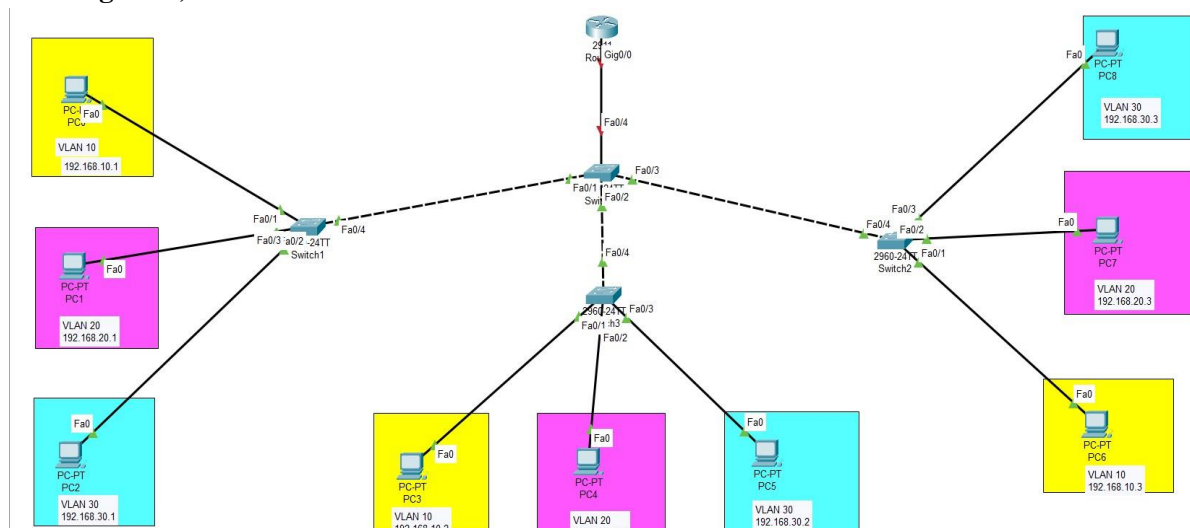 2911
Gig0/0
Fa0/4
Fa0
PC-PT
PC8
VLAN 30
192.168.30.3
Fa0
VLAN 10
192.168.10.1
Fa0/1
Fa0/2
Fa0/3
Fa0/1
Fa0/3
Fa0/4
-24TT
Switch1
Fa0
PC-PT
PC1
VLAN 20
192.168.20.1
Fa0/4
Fa0/3
Fa0/2
Fa0/1
2960-24TT
Switch2
Fa0
PC-PT
PC7
VLAN 20
192.168.20.3
Fa0/4
2960-24TT
Fa0/1
Fa0/3
Fa0/2
Fa0
PC-PT
PC2
VLAN 30
192.168.30.1
Fa0
PC-PT
PC3
VLAN 10
Fa0
PC-PT
PC4
VLAN 20
Fa0
PC-PT
PC5
VLAN 30
192.168.30.2
Fa0
PC-PT
PC6
VLAN 10
192.168.10.3